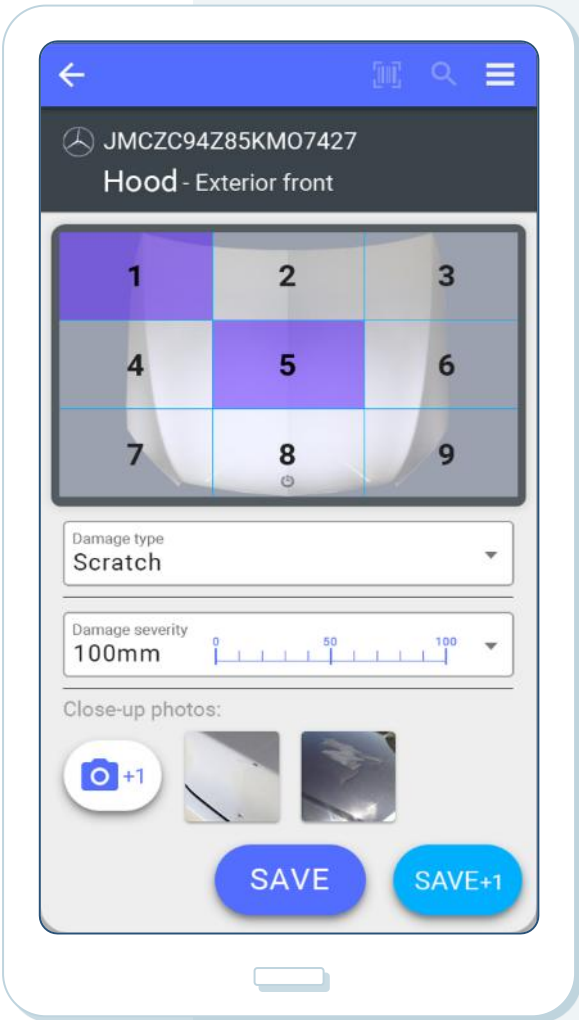 JMCZC94Z85KMO7427
Hood - Exterior front
1 2 3
4 5 6
7 8 9
Damage type
Scratch
Damage severity
100mm
0 50 100
Close-up photos:
+1
SAVE
SAVE+1